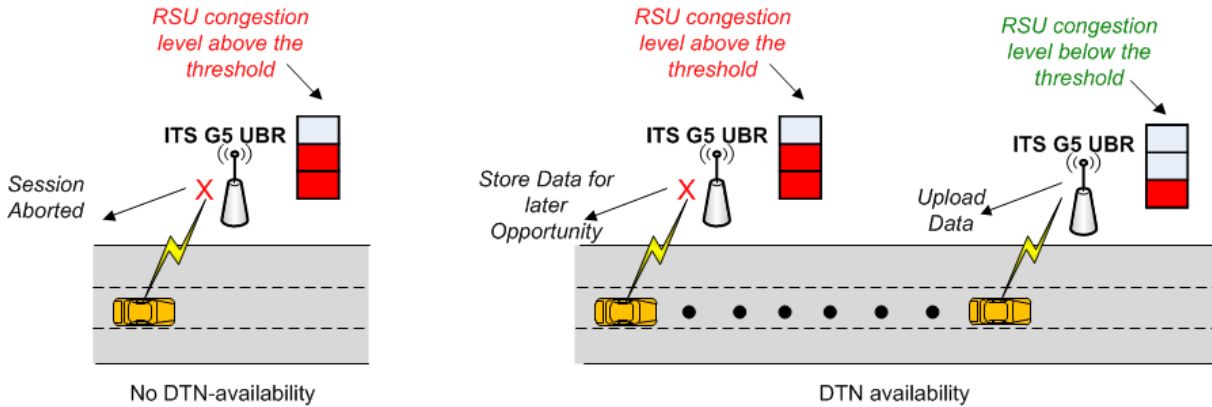 RSU congestion
level above the
threshold
ITS G5 UBR
X
Session
Aborted
No DTN-availability
RSU congestion
level above the
threshold
ITS G5 UBR
X
Store Data for
later
Opportunity
RSU congestion
level below the
threshold
ITS G5 UBR
Upload
Data
DTN availability